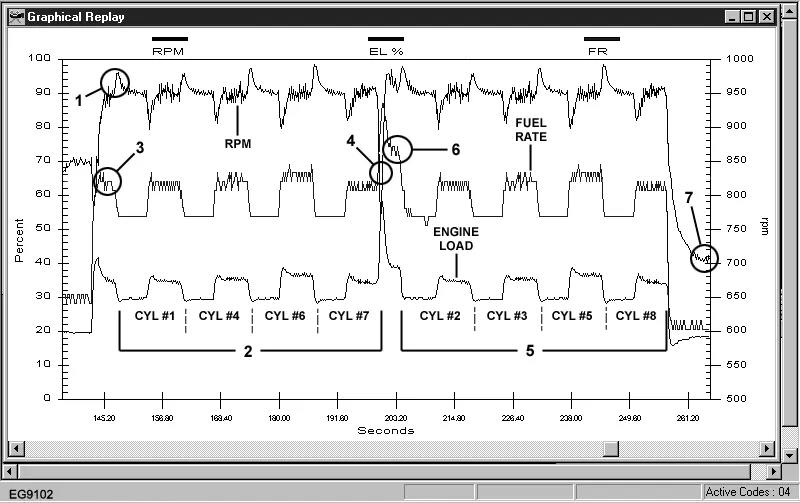 Graphical Replay
RPM EL % FR
100 1000
90 950
80 900
70 850
60 800
50 750
40 700
30 650
20 600
10 550
0 500
Percent
rpm
1
3
RPM
4
6
FUEL RATE
ENGINE LOAD
7
CYL #1 CYL #4 CYL #6 CYL #7 CYL #2 CYL #3 CYL #5 CYL #8
2 5
145.20 156.80 168.40 180.00 191.60 203.20 214.80 226.40 238.00 249.60 261.20
Seconds
EG9102
Active Codes : 04